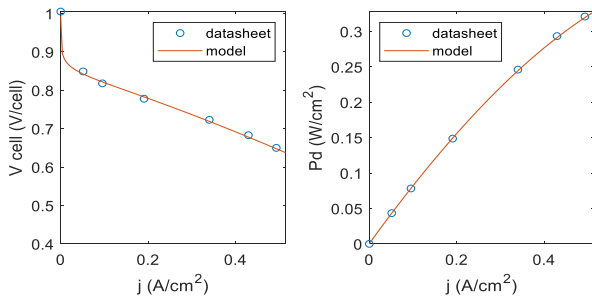 1
0.9
0.8
0.7
0.6
0.5
0.4
0
0.2
0.4
V cell (V/cell)
j (A/cm²)
datasheet
model
0.3
0.25
0.2
0.15
0.1
0.05
0
0
0.2
0.4
Pd (W/cm²)
j (A/cm²)
datasheet
model